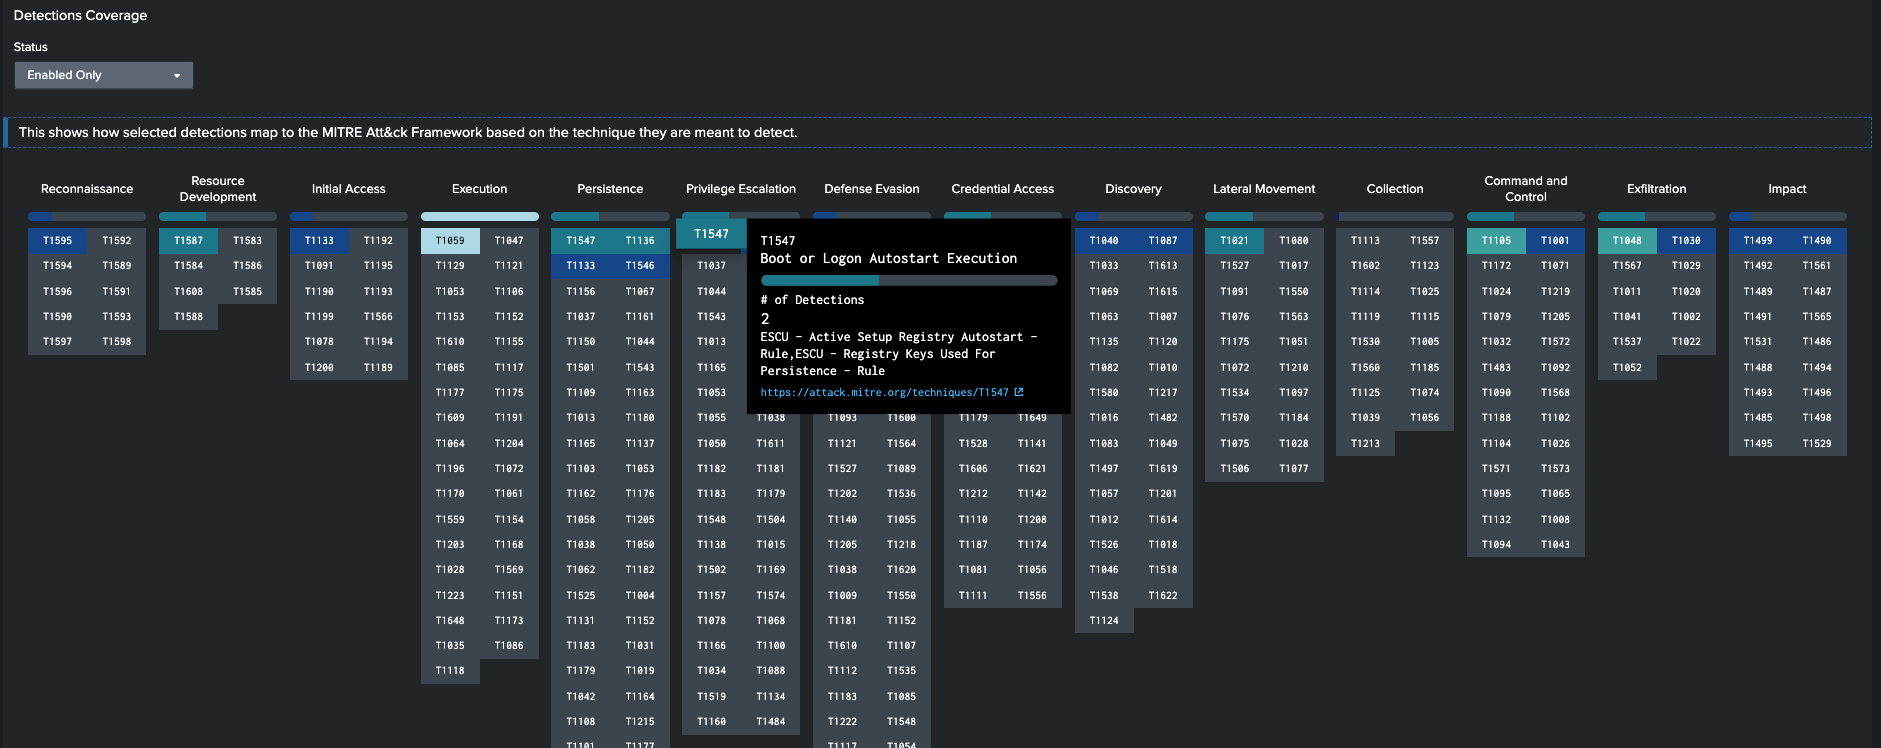 Detections Coverage
Status
Enabled Only
This shows how selected detections map to the MITRE Att&ck Framework based on the technique they are meant to detect.
Reconnaissance
T1595 T1592
T1594 T1589
T1596 T1591
T1590 T1593
T1597 T1598
Resource
Development
T1587 T1583
T1584 T1586
T1608 T1585
T1588
Initial Access
T1133 T1192
T1091 T1195
T1190 T1193
T1199 T1566
T1078 T1194
T1200 T1189
Execution
T1059 T1047
T1129 T1121
T1053 T1106
T1153 T1152
T1610 T1155
T1085 T1117
T1177 T1175
T1609 T1191
T1064 T1204
T1196 T1072
T1170 T1061
T1559 T1154
T1203 T1168
T1028 T1569
T1223 T1151
T1648 T1173
T1035 T1086
T1118
Persistence
T1547 T1136
T1133 T1546
T1156 T1067
T1037 T1161
T1150 T1044
T1501 T1543
T1109 T1163
T1013 T1180
T1165 T1137
T1103 T1053
T1162 T1176
T1058 T1205
T1038 T1050
T1062 T1182
T1525 T1004
T1131 T1152
T1183 T1031
T1179 T1019
T1042 T1164
T1108 T1215
T1101 T1177
Privilege Escalation
T1547
T1037
T1044
T1543
T1013
T1165
T1053
T1055 T1038
T1050 T1611
T1182 T1181
T1183 T1179
T1548 T1504
T1138 T1015
T1502 T1169
T1157 T1574
T1078 T1068
T1166 T1100
T1034 T1088
T1519 T1134
T1160 T1484
T1547
Boot or Logon Autostart Execution
# of Detections
2
ESCU - Active Setup Registry Autostart -
Rule,ESCU - Registry Keys Used For
Persistence - Rule
https://attack.mitre.org/techniques/T1547
Defense Evasion
T1093 T1600
T1121 T1564
T1527 T1089
T1202 T1536
T1140 T1055
T1205 T1218
T1038 T1620
T1009 T1550
T1181 T1152
T1610 T1107
T1112 T1535
T1183 T1085
T1222 T1548
T1117 T1054
Credential Access
T1179 T1649
T1528 T1141
T1606 T1621
T1212 T1142
T1110 T1208
T1187 T1174
T1081 T1056
T1111 T1556
Discovery
T1040 T1087
T1033 T1613
T1069 T1615
T1063 T1007
T1135 T1120
T1082 T1010
T1580 T1217
T1016 T1482
T1083 T1049
T1497 T1619
T1057 T1201
T1012 T1614
T1526 T1018
T1046 T1518
T1538 T1622
T1124
Lateral Movement
T1021 T1080
T1527 T1017
T1091 T1550
T1076 T1563
T1175 T1051
T1072 T1210
T1534 T1097
T1570 T1184
T1075 T1028
T1506 T1077
Collection
T1113 T1557
T1602 T1123
T1114 T1025
T1119 T1115
T1530 T1005
T1560 T1185
T1125 T1074
T1039 T1056
T1213
Command and
Control
T1105 T1001
T1172 T1071
T1024 T1219
T1079 T1205
T1032 T1572
T1483 T1092
T1090 T1568
T1188 T1102
T1104 T1026
T1571 T1573
T1095 T1065
T1132 T1008
T1094 T1043
Exfiltration
T1048 T1030
T1567 T1029
T1011 T1020
T1041 T1002
T1537 T1022
T1052
Impact
T1499 T1490
T1492 T1561
T1489 T1487
T1491 T1565
T1531 T1486
T1488 T1494
T1493 T1496
T1485 T1498
T1495 T1529